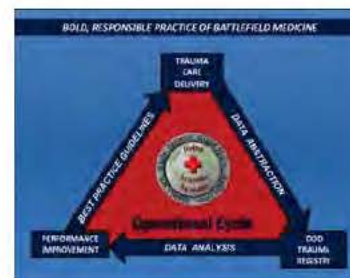 BOLD, RESPONSIBLE PRACTICE OF BATTLEFIELD MEDICINE
TRAUMA
CARE
DELIVERY
BEST PRACTICE GUIDELINES
DATA ABSTRACTION
Operational Cycle
PERFORMANCE
IMPROVEMENT
DATA ANALYSIS
DOD
TRAUMA
REGISTRY